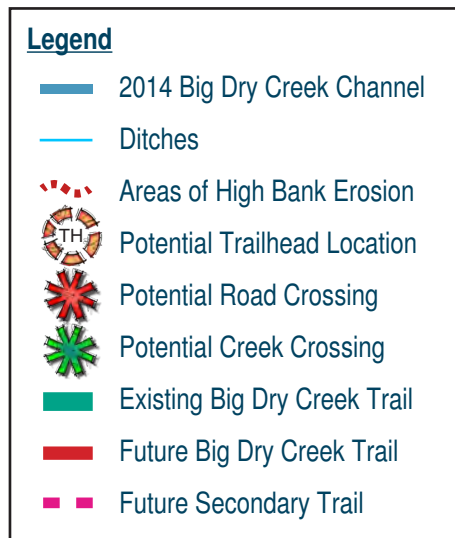 Legend
2014 Big Dry Creek Channel
Ditches
Areas of High Bank Erosion
TH
Potential Trailhead Location
Potential Road Crossing
Potential Creek Crossing
Existing Big Dry Creek Trail
Future Big Dry Creek Trail
Future Secondary Trail